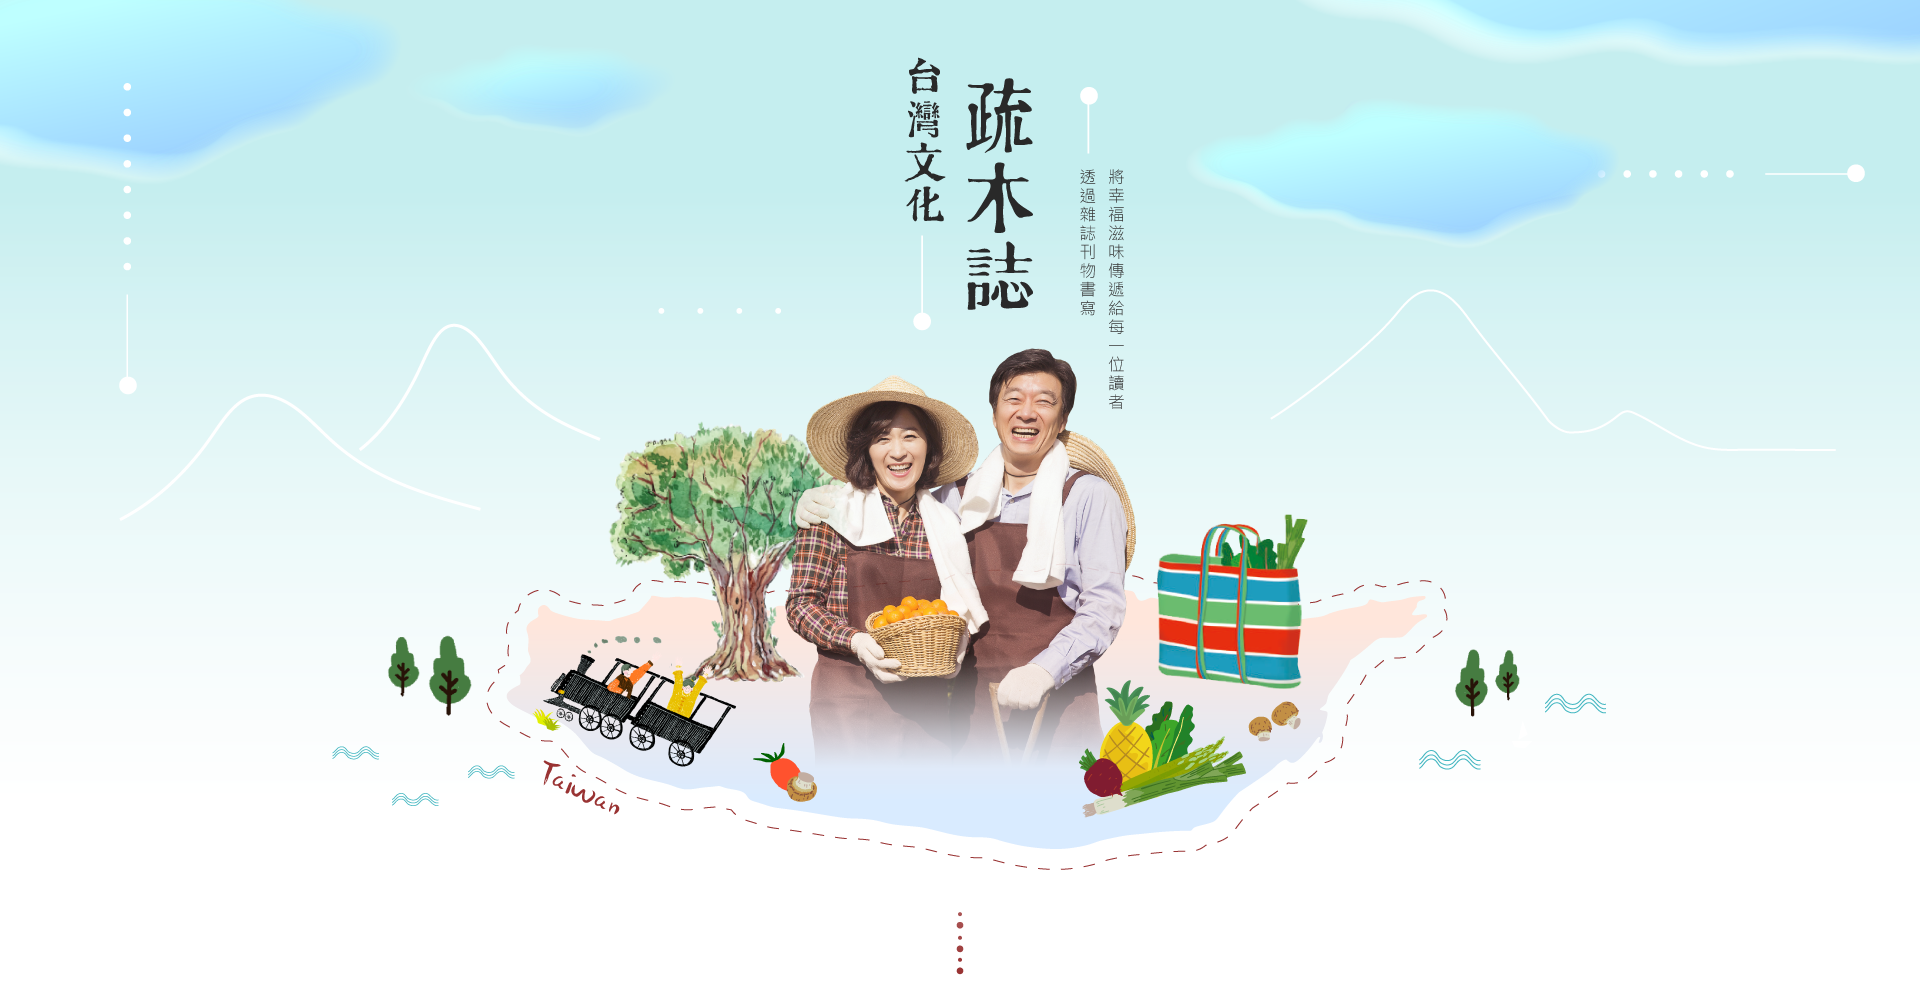 將幸福滋味傳遞給每一位讀者
透過雜誌刊物書寫
疏木誌
台灣文化
Taiwan